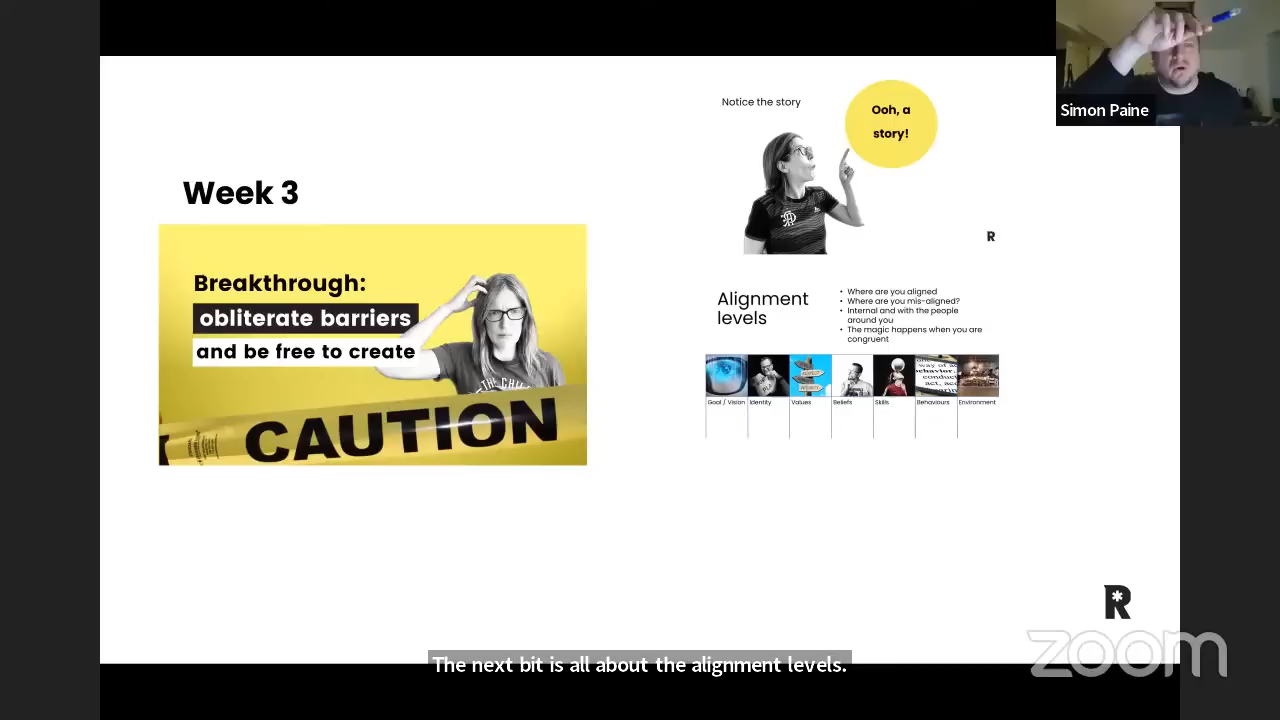 Week 3
Breakthrough:
obliterate barriers
and be free to create
CAUTION
Notice the story
Ooh, a
story!
R
Alignment
levels
• Where are you aligned
• Where are you mis-aligned?
• Internal and with the people
around you
• The magic happens when you are
congruent
Goal / Vision
Identity
Values
Beliefs
Skills
Behaviours
Environment
Simon Paine
R
zoom
The next bit is all about the alignment levels.